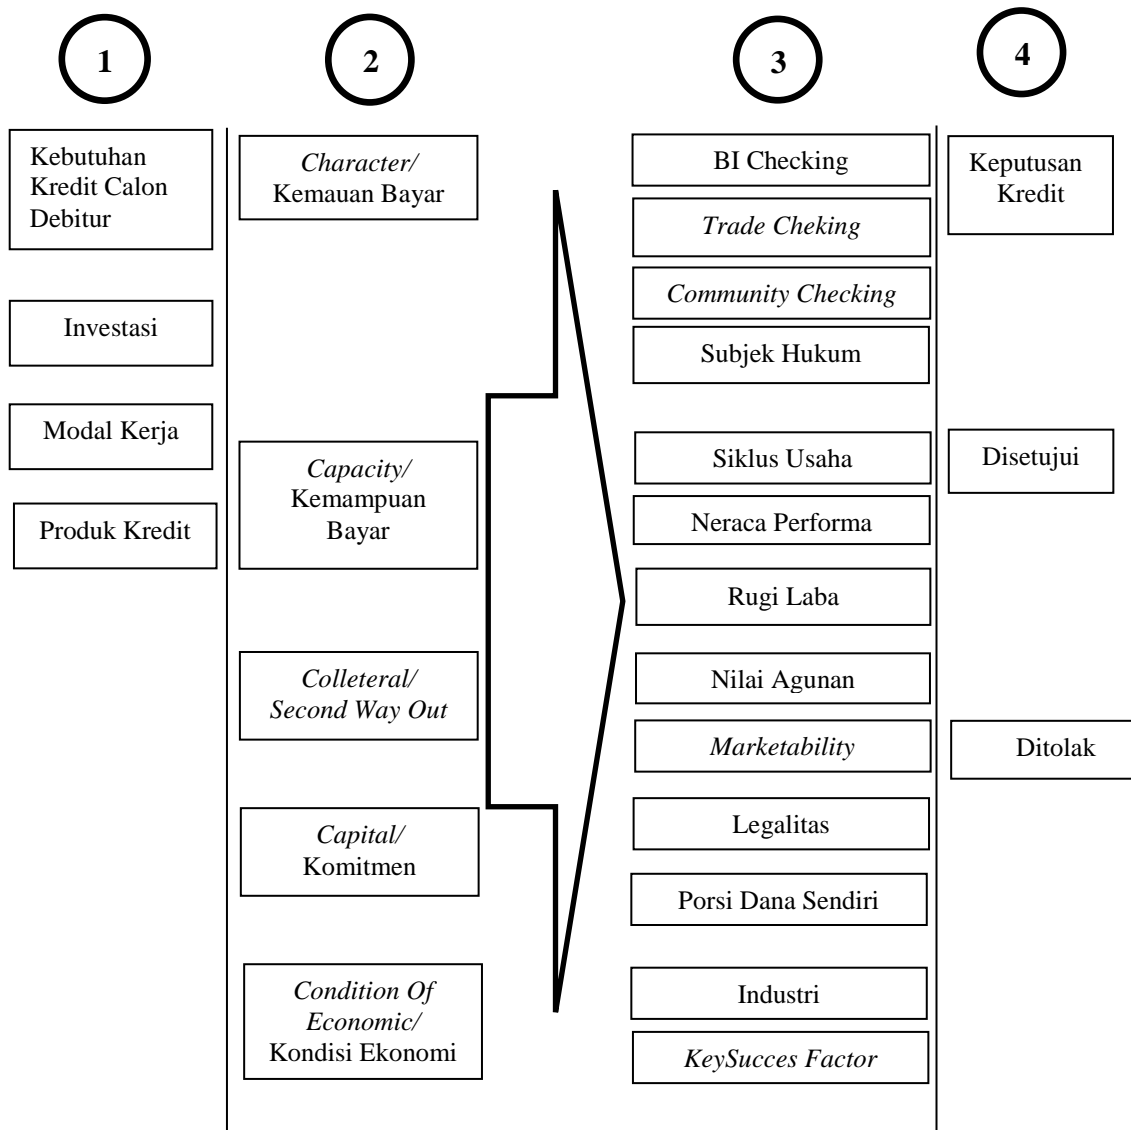 1
2
3
4
Kebutuhan
Kredit Calon
Debitur
Investasi
Modal Kerja
Produk Kredit
Character/
Kemauan Bayar
Capacity/
Kemampuan
Bayar
Colleteral/
Second Way Out
Capital/
Komitmen
Condition Of
Economic/
Kondisi Ekonomi
BI Checking
Trade Cheking
Community Checking
Subjek Hukum
Siklus Usaha
Neraca Performa
Rugi Laba
Nilai Agunan
Marketability
Legalitas
Porsi Dana Sendiri
Industri
KeySucces Factor
Keputusan
Kredit
Disetujui
Ditolak